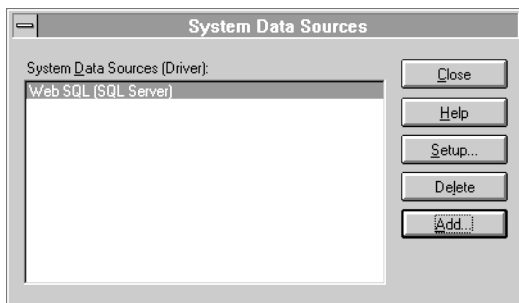 System Data Sources
System Data Sources (Driver):
Web SQL (SQL Server)
Close
Help
Setup...
Delete
Add...